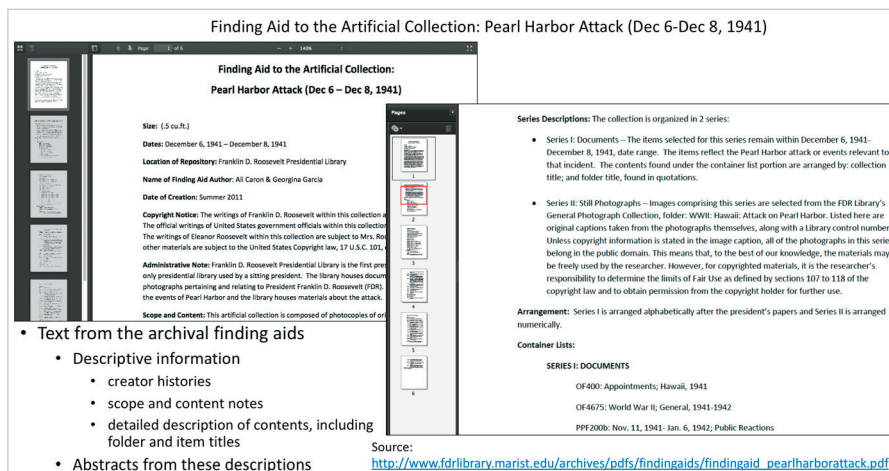 Finding Aid to the Artificial Collection: Pearl Harbor Attack (Dec 6-Dec 8, 1941)
Page: 1 of 6
140%
Finding Aid to the Artificial Collection:
Pearl Harbor Attack (Dec 6 – Dec 8, 1941)
Size: (.5 cu.ft.)
Dates: December 6, 1941 – December 8, 1941
Location of Repository: Franklin D. Roosevelt Presidential Library
Name of Finding Aid Author: Ali Caron & Georgina Garcia
Date of Creation: Summer 2011
Copyright Notice: The writings of Franklin D. Roosevelt within this collection a
The official writings of United States government officials within this collection
The writings of Eleanor Roosevelt within this collection are subject to Mrs. Roo
other materials are subject to the United States Copyright law, 17 U.S.C. 101,
Administrative Note: Franklin D. Roosevelt Presidential Library is the first pres
only presidential library used by a sitting president. The library houses docum
photographs pertaining and relating to President Franklin D. Roosevelt (FDR).
the events of Pearl Harbor and the library houses materials about the attack.
Scope and Content: This artificial collection is composed of photocopies of ori
Pages
1
2
3
4
5
6
Series Descriptions: The collection is organized in 2 series:
• Series I: Documents – The items selected for this series remain within December 6, 1941-
December 8, 1941, date range. The items reflect the Pearl Harbor attack or events relevant to
that incident. The contents found under the container list portion are arranged by: collection
title; and folder title, found in quotations.
• Series II: Still Photographs – Images comprising this series are selected from the FDR Library's
General Photograph Collection, folder: WWII: Hawaii: Attack on Pearl Harbor. Listed here are
original captions taken from the photographs themselves, along with a Library control number
Unless copyright information is stated in the image caption, all of the photographs in this serie
belong in the public domain. This means that, to the best of our knowledge, the materials may
be freely used by the researcher. However, for copyrighted materials, it is the researcher's
responsibility to determine the limits of Fair Use as defined by sections 107 to 118 of the
copyright law and to obtain permission from the copyright holder for further use.
Arrangement: Series I is arranged alphabetically after the president's papers and Series II is arranged
numerically.
Container Lists:
SERIES I: DOCUMENTS
OF400: Appointments; Hawaii, 1941
OF4675: World War II; General, 1941-1942
PPF200b: Nov. 11, 1941- Jan. 6, 1942; Public Reactions
• Text from the archival finding aids
• Descriptive information
• creator histories
• scope and content notes
• detailed description of contents, including
folder and item titles
• Abstracts from these descriptions
Source:
http://www.fdrlibrary.marist.edu/archives/pdfs/findingaids/findingaid_pearlharborattack.pdf